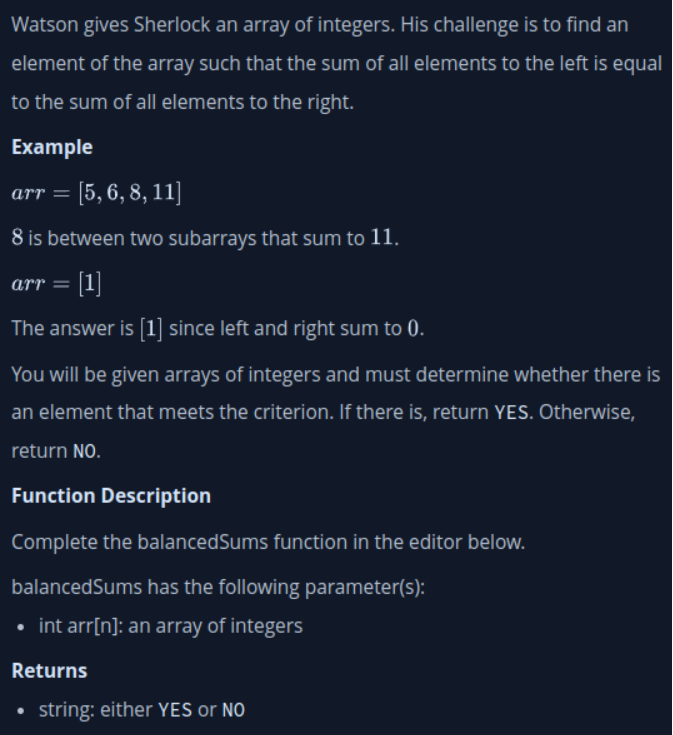 Watson gives Sherlock an array of integers. His challenge is to find an
element of the array such that the sum of all elements to the left is equal
to the sum of all elements to the right.
Example
arr = [5, 6, 8, 11]
8 is between two subarrays that sum to 11.
arr = [1]
The answer is [1] since left and right sum to 0.
You will be given arrays of integers and must determine whether there is
an element that meets the criterion. If there is, return YES. Otherwise,
return NO.
Function Description
Complete the balancedSums function in the editor below.
balancedSums has the following parameter(s):
• int arr[n]: an array of integers
Returns
• string: either YES or NO